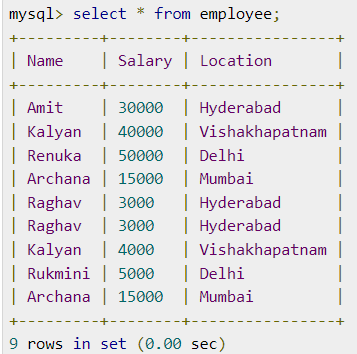 mysql> select * from employee;
+---------+--------+----------------+
| Name    | Salary | Location       |
+---------+--------+----------------+
| Amit    | 30000  | Hyderabad      |
| Kalyan  | 40000  | Vishakhapatnam |
| Renuka  | 50000  | Delhi          |
| Archana | 15000  | Mumbai         |
| Raghav  | 3000   | Hyderabad      |
| Raghav  | 3000   | Hyderabad      |
| Kalyan  | 4000   | Vishakhapatnam |
| Rukmini | 5000   | Delhi          |
| Archana | 15000  | Mumbai         |
+---------+--------+----------------+
9 rows in set (0.00 sec)